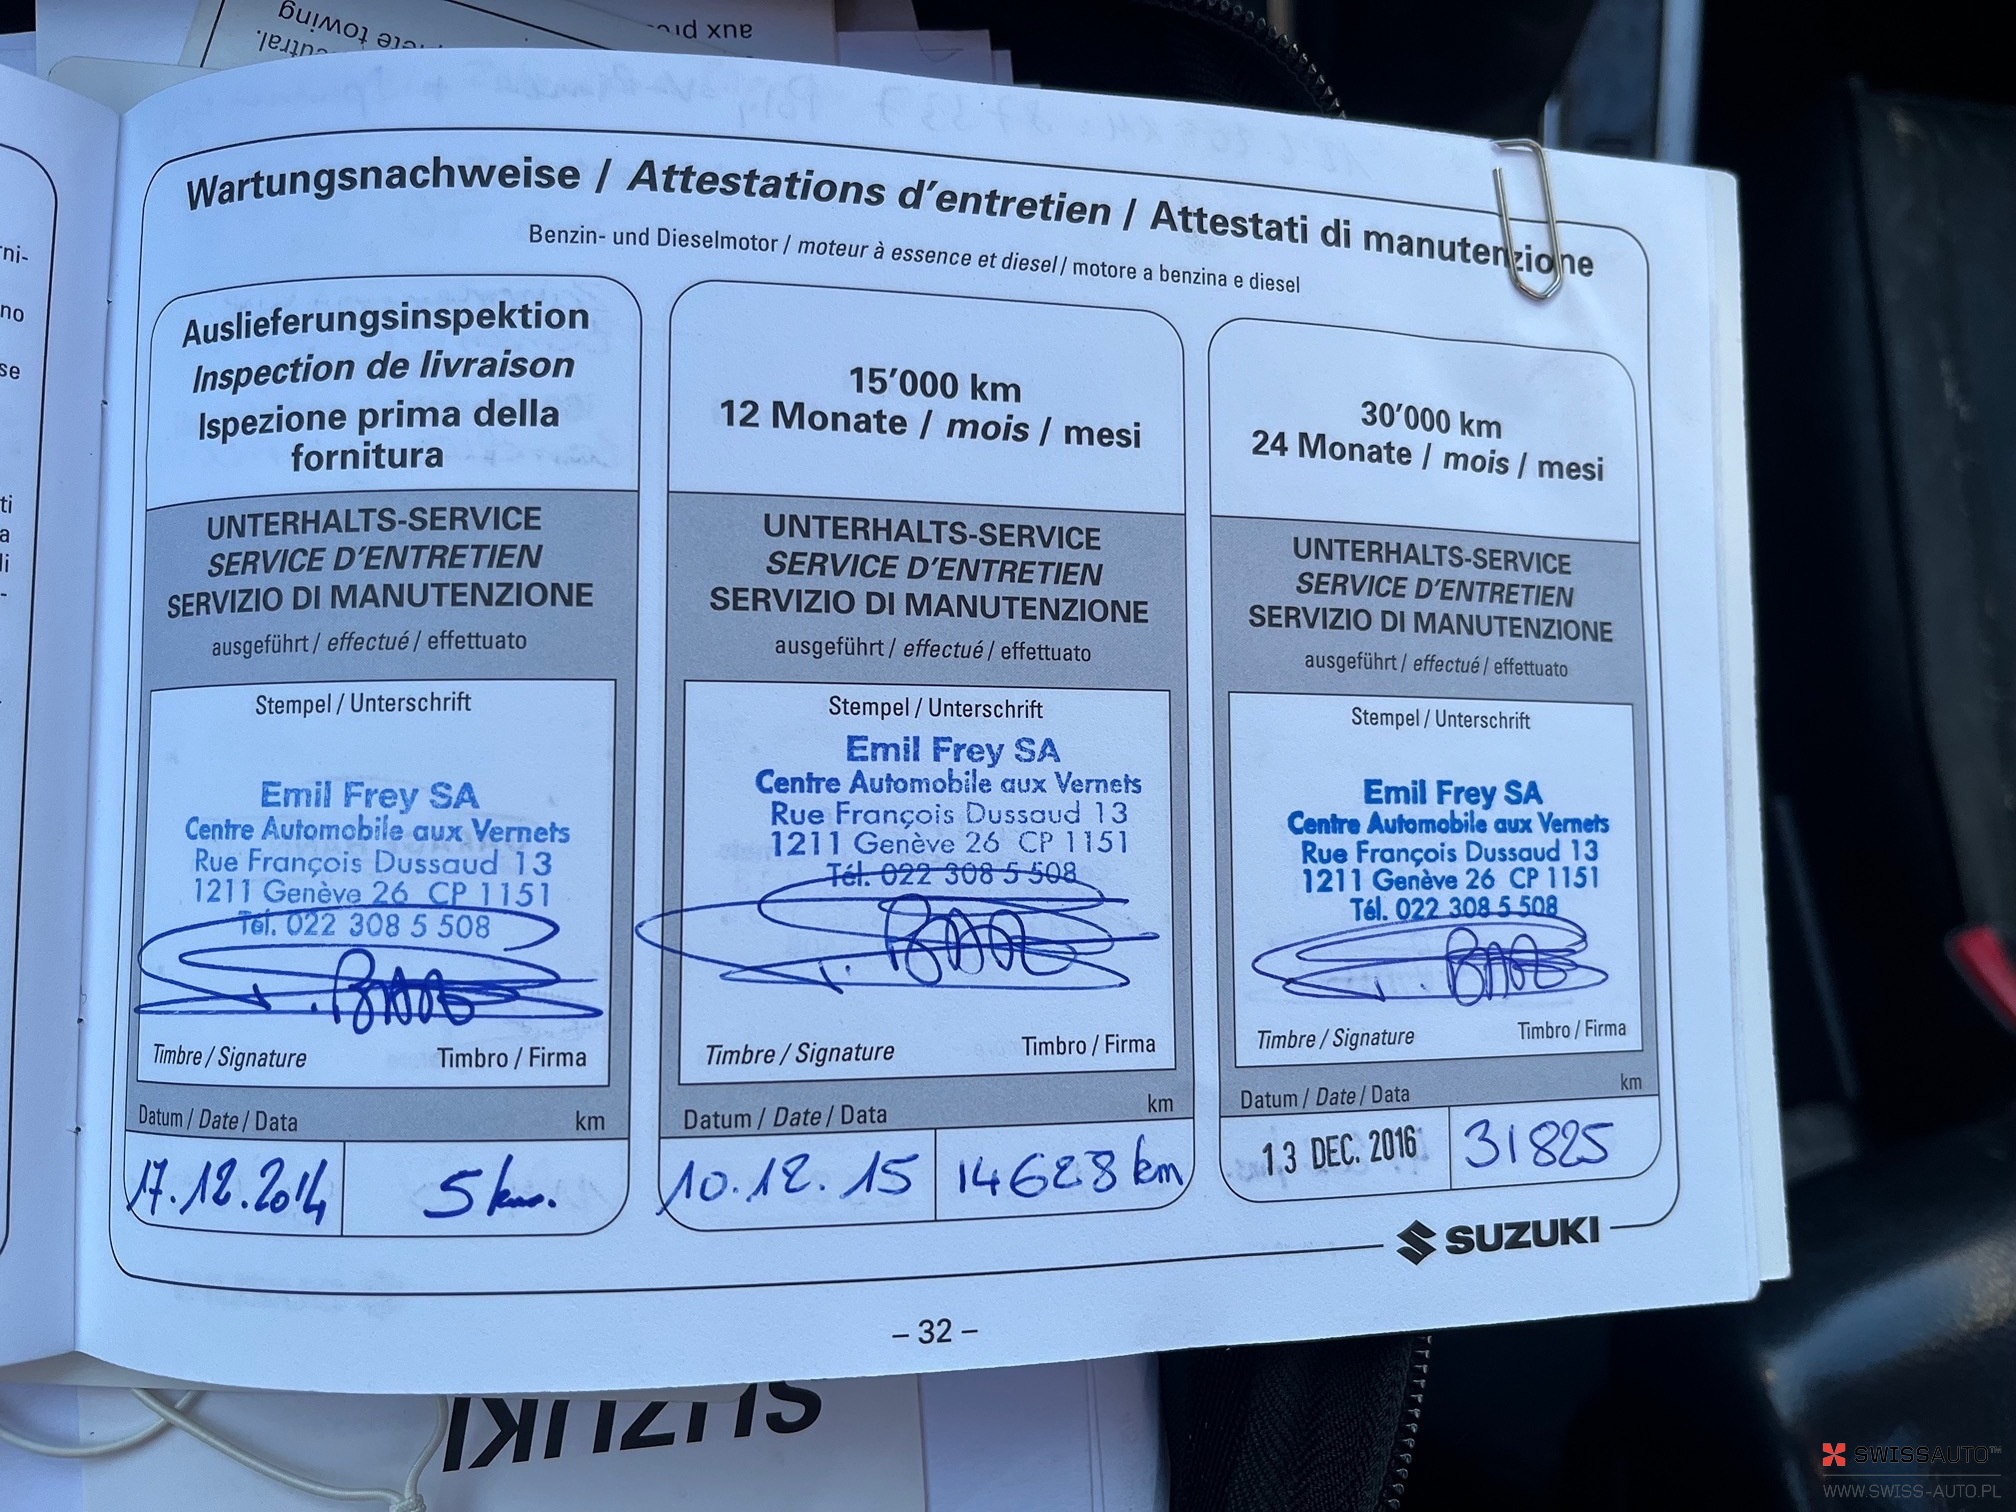 aux
ete towing
Wartungsnachweise / Attestations d'entretien / Attestati di manutenzione
Benzin- und Dieselmotor / moteur à essence et diesel / motore a benzina e diesel
Auslieferungsinspektion
Inspection de livraison
Ispezione prima della
fornitura
UNTERHALTS-SERVICE
SERVICE D'ENTRETIEN
SERVIZIO DI MANUTENZIONE
ausgeführt / effectué / effettuato
Stempel / Unterschrift
Emil Frey SA
Centre Automobile aux Vernets
Rue François Dussaud 13
1211 Genève 26 CP 1151
Tél. 022 308 5 508
Timbre / Signature Timbro / Firma
Datum / Date / Data km
17.12.2014 5 km.
15'000 km
12 Monate / mois / mesi
UNTERHALTS-SERVICE
SERVICE D'ENTRETIEN
SERVIZIO DI MANUTENZIONE
ausgeführt / effectué / effettuato
Stempel / Unterschrift
Emil Frey SA
Centre Automobile aux Vernets
Rue François Dussaud 13
1211 Genève 26 CP 1151
Tél. 022 308 5 508
Timbre / Signature Timbro / Firma
Datum / Date / Data km
10.12.15 14628 km
30'000 km
24 Monate / mois / mesi
UNTERHALTS-SERVICE
SERVICE D'ENTRETIEN
SERVIZIO DI MANUTENZIONE
ausgeführt / effectué / effettuato
Stempel / Unterschrift
Emil Frey SA
Centre Automobile aux Vernets
Rue François Dussaud 13
1211 Genève 26 CP 1151
Tél. 022 308 5 508
Timbre / Signature Timbro / Firma
Datum / Date / Data km
13 DEC. 2016 31825
SUZUKI
– 32 –
SUZUKI
SWISSAUTO™
WWW.SWISS-AUTO.PL